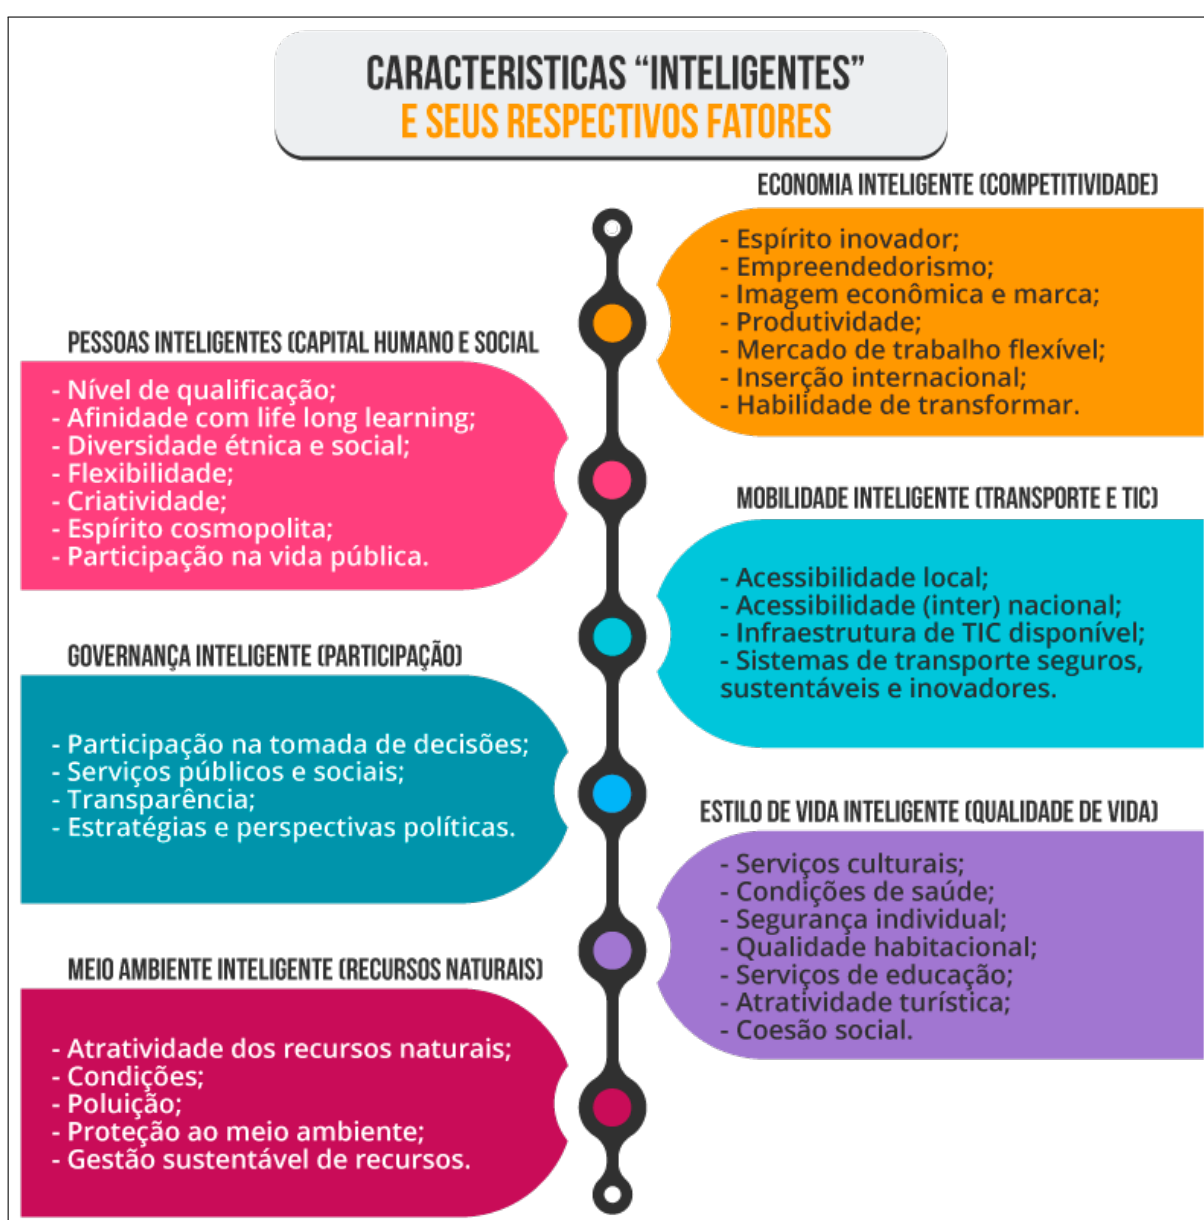 CARACTERISTICAS “INTELIGENTES”
E SEUS RESPECTIVOS FATORES
ECONOMIA INTELIGENTE (COMPETITIVIDADE)
- Espírito inovador;
- Empreendedorismo;
- Imagem econômica e marca;
- Produtividade;
- Mercado de trabalho flexível;
- Inserção internacional;
- Habilidade de transformar.
PESSOAS INTELIGENTES (CAPITAL HUMANO E SOCIAL
- Nível de qualificação;
- Afinidade com life long learning;
- Diversidade étnica e social;
- Flexibilidade;
- Criatividade;
- Espírito cosmopolita;
- Participação na vida pública.
MOBILIDADE INTELIGENTE (TRANSPORTE E TIC)
- Acessibilidade local;
- Acessibilidade (inter) nacional;
- Infraestrutura de TIC disponível;
- Sistemas de transporte seguros,
sustentáveis e inovadores.
GOVERNANÇA INTELIGENTE (PARTICIPAÇÃO)
- Participação na tomada de decisões;
- Serviços públicos e sociais;
- Transparência;
- Estratégias e perspectivas políticas.
ESTILO DE VIDA INTELIGENTE (QUALIDADE DE VIDA)
- Serviços culturais;
- Condições de saúde;
- Segurança individual;
- Qualidade habitacional;
- Serviços de educação;
- Atratividade turística;
- Coesão social.
MEIO AMBIENTE INTELIGENTE (RECURSOS NATURAIS)
- Atratividade dos recursos naturais;
- Condições;
- Poluição;
- Proteção ao meio ambiente;
- Gestão sustentável de recursos.